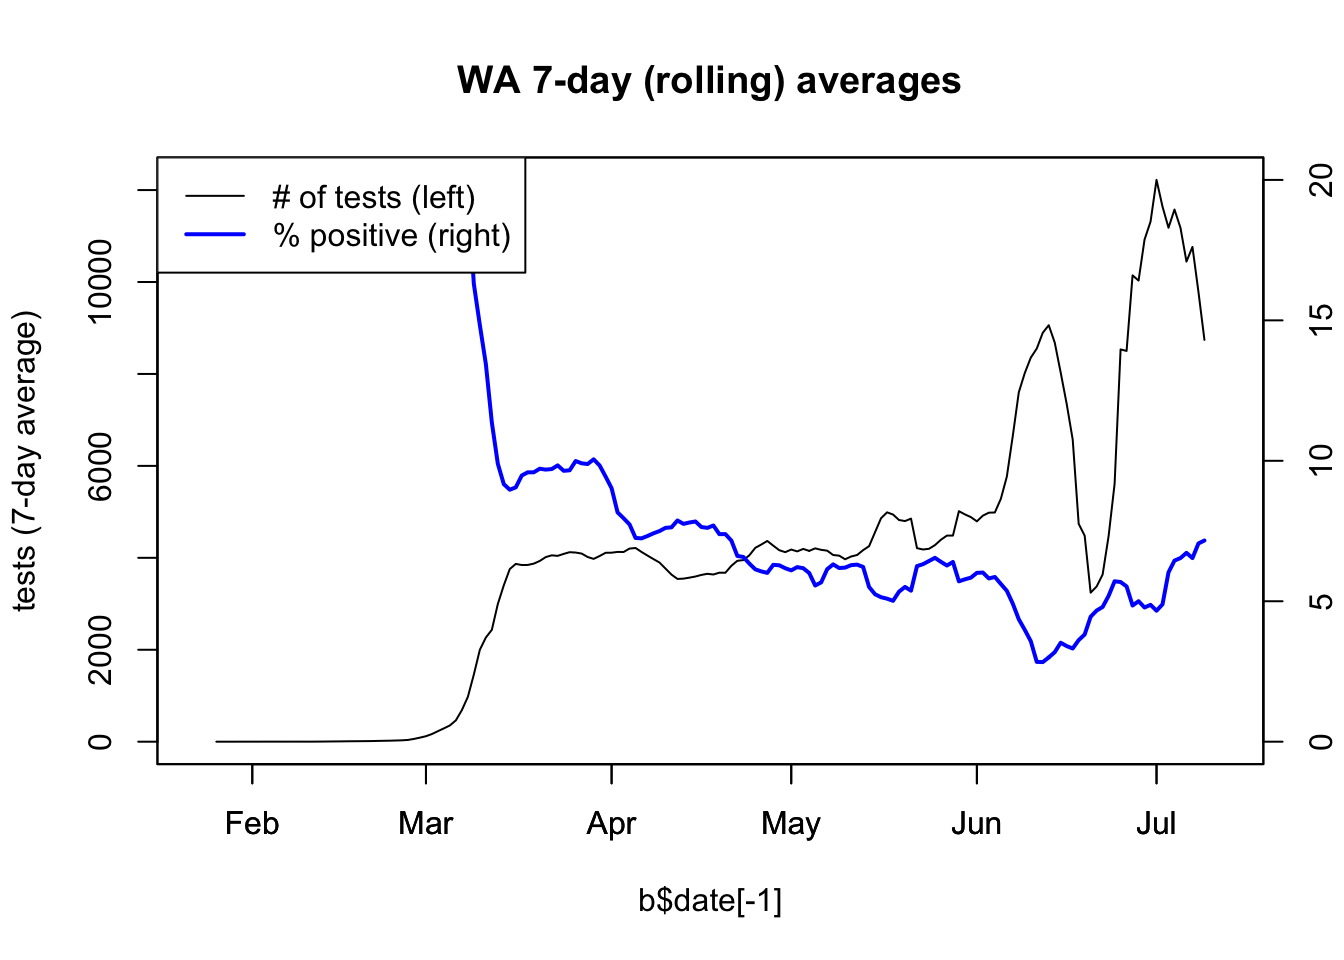 WA 7-day (rolling) averages
# of tests (left)
% positive (right)
tests (7-day average)
10000
6000
2000
0
20
15
10
5
0
Feb Mar Apr May Jun Jul
b$date[-1]